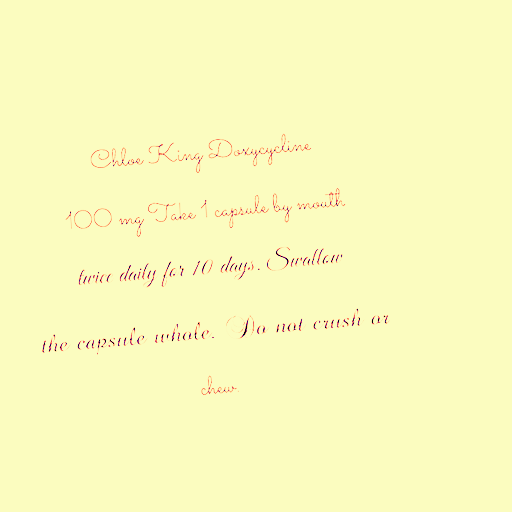 Chloe King Doxycycline
100 mg Take 1 capsule by mouth
twice daily for 10 days. Swallow
the capsule whole. Do not crush or
chew.